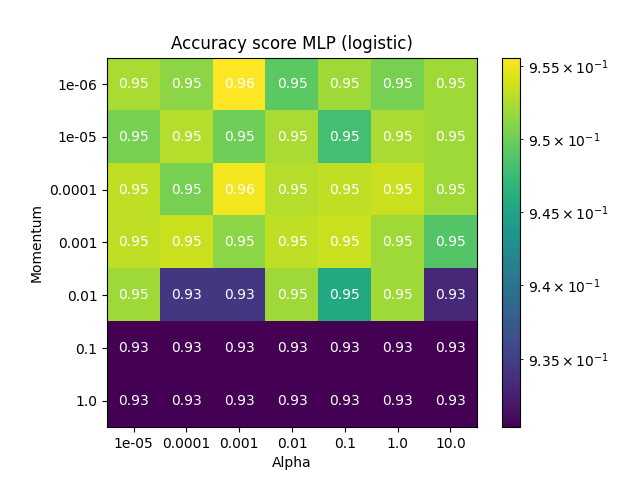 Accuracy score MLP (logistic)
Momentum
1e-06 0.95 0.95 0.96 0.95 0.95 0.95 0.95
1e-05 0.95 0.95 0.95 0.95 0.95 0.95 0.95
0.0001 0.95 0.95 0.96 0.95 0.95 0.95 0.95
0.001 0.95 0.95 0.95 0.95 0.95 0.95 0.95
0.01 0.95 0.93 0.93 0.95 0.95 0.95 0.93
0.1 0.93 0.93 0.93 0.93 0.93 0.93 0.93
1.0 0.93 0.93 0.93 0.93 0.93 0.93 0.93
1e-05 0.0001 0.001 0.01 0.1 1.0 10.0
Alpha
9.55 × 10⁻¹
9.5 × 10⁻¹
9.45 × 10⁻¹
9.4 × 10⁻¹
9.35 × 10⁻¹